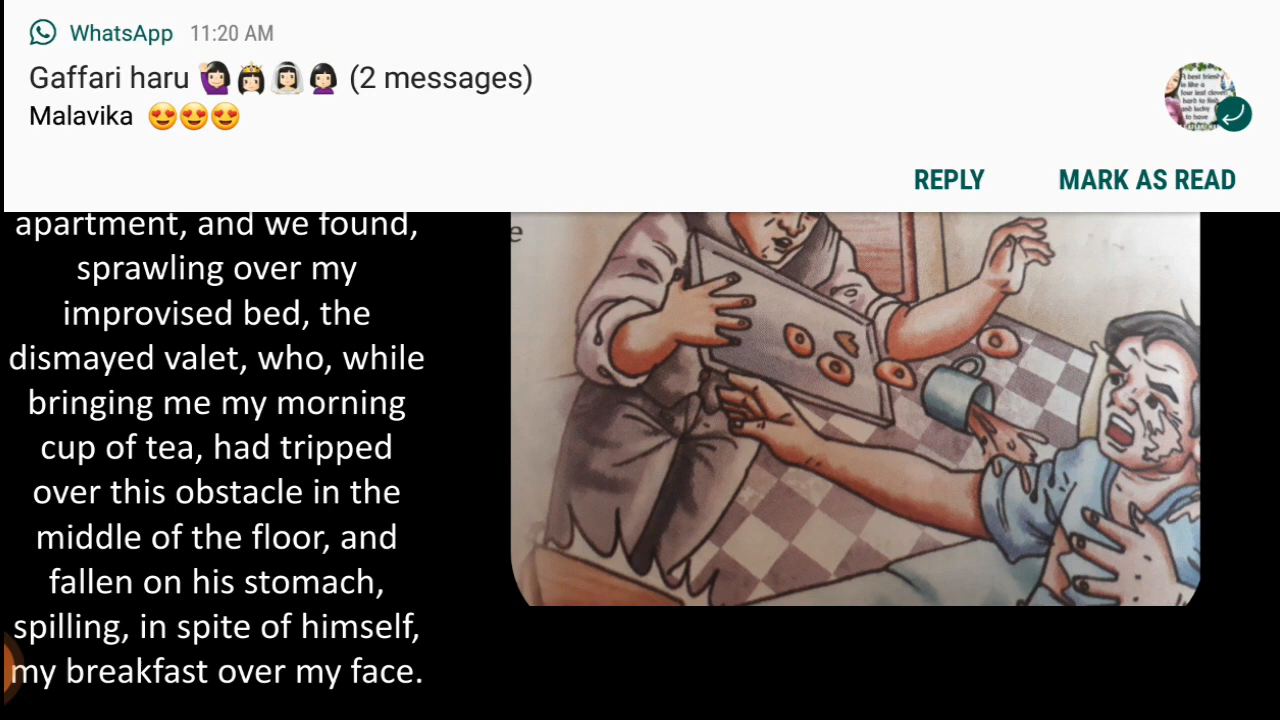 WhatsApp 11:20 AM
Gaffari haru 🙋🏻‍♀️👸🏻👰🏻🙍🏻‍♀️ (2 messages)
Malavika 😍😍😍
REPLY MARK AS READ
apartment, and we found,
sprawling over my
improvised bed, the
dismayed valet, who, while
bringing me my morning
cup of tea, had tripped
over this obstacle in the
middle of the floor, and
fallen on his stomach,
spilling, in spite of himself,
my breakfast over my face.
e